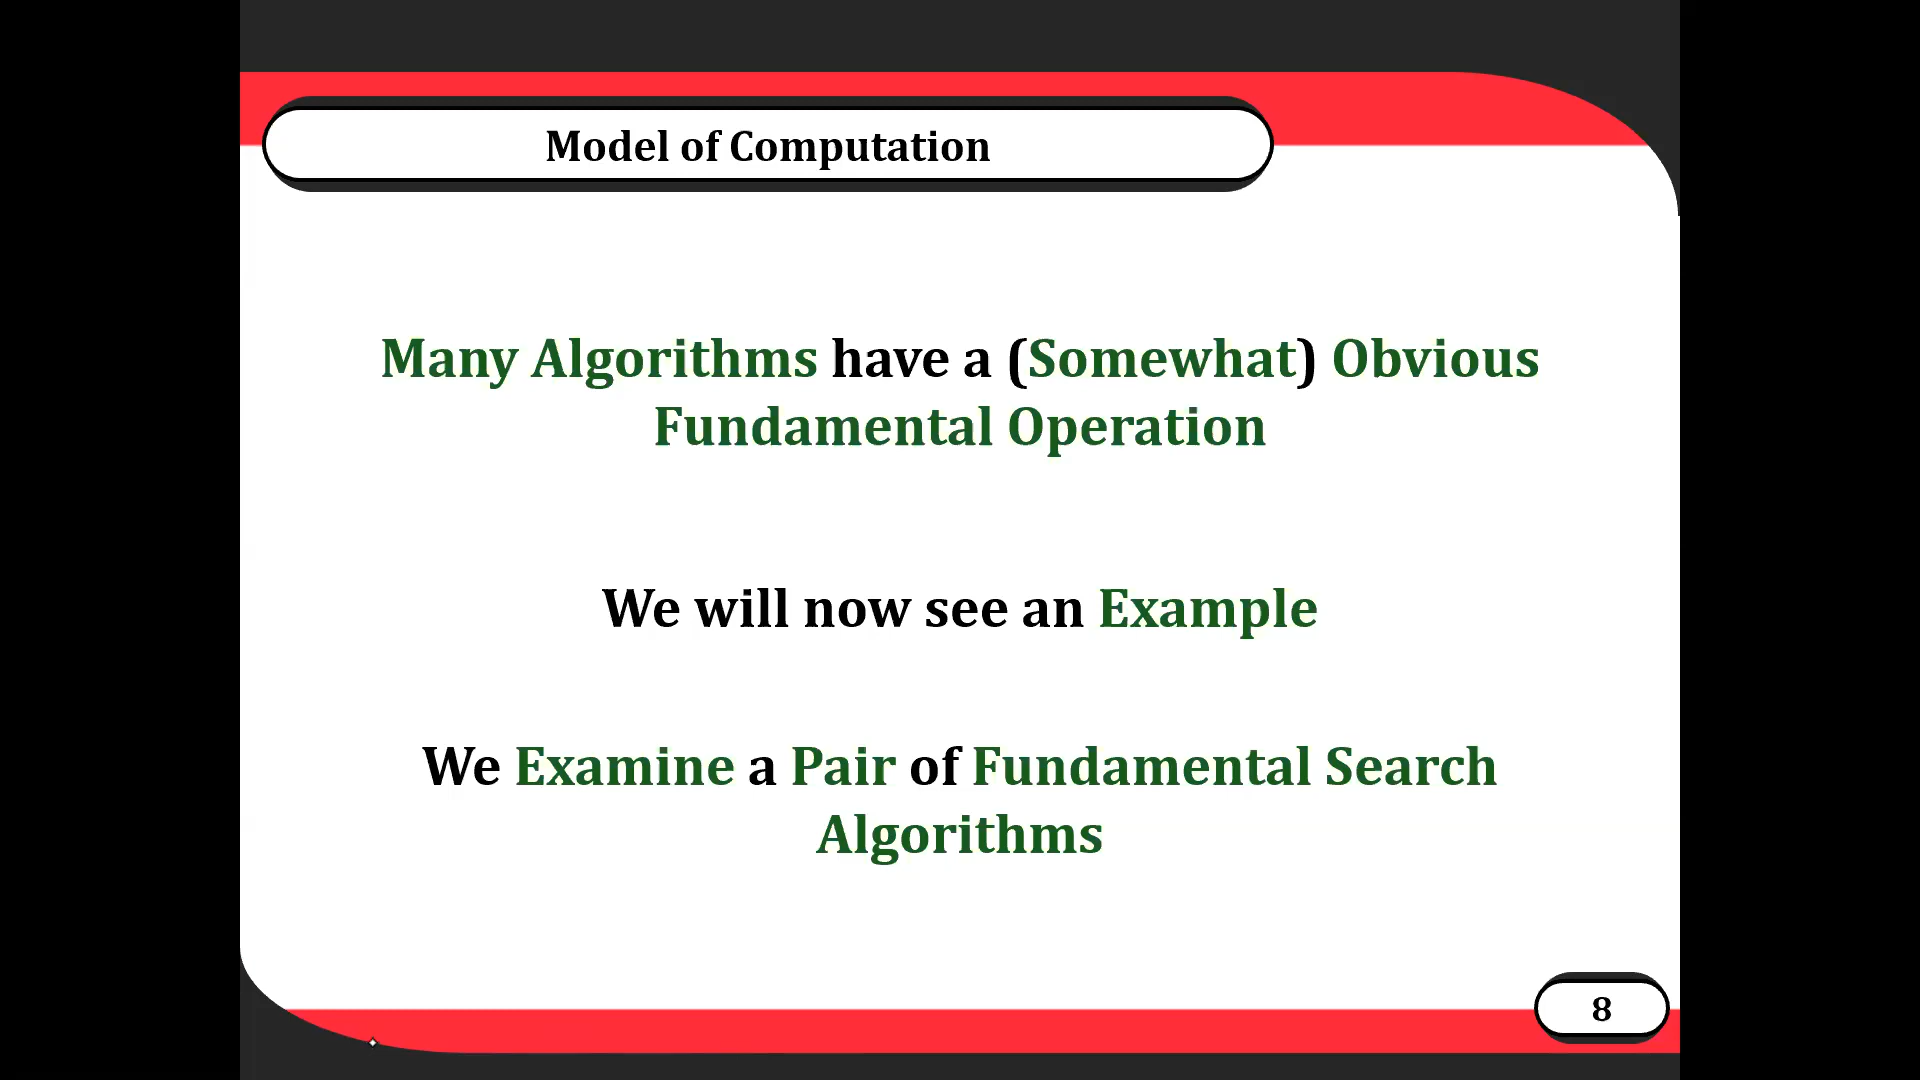 Model of Computation
Many Algorithms have a (Somewhat) Obvious
Fundamental Operation
We will now see an Example
We Examine a Pair of Fundamental Search
Algorithms
8